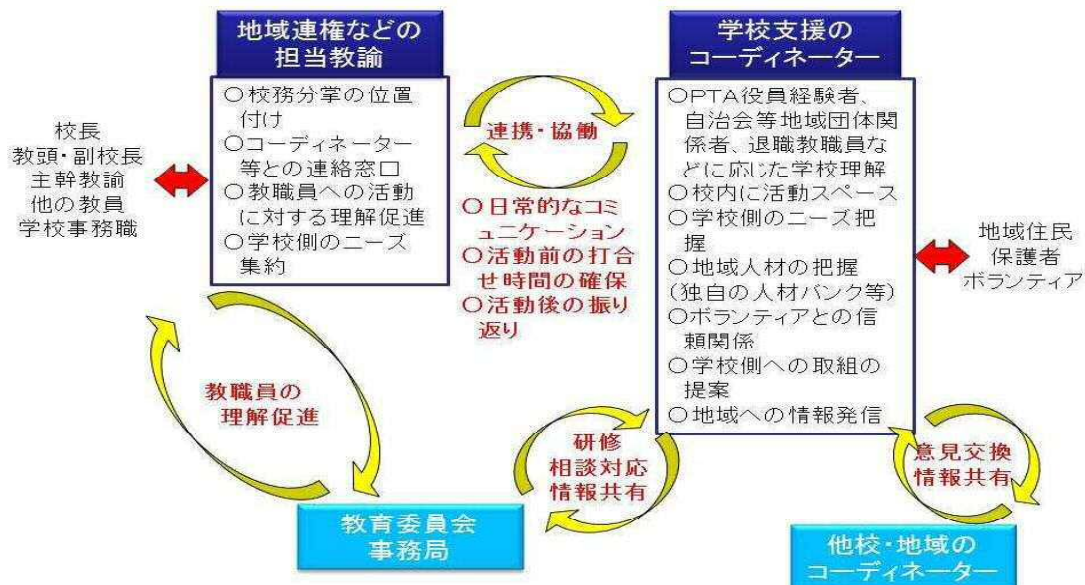 地域連権などの
担当教諭
○校務分掌の位置
付け
○コーディネーター
等との連絡窓口
○教職員への活動
に対する理解促進
○学校側のニーズ
集約
校長
教頭・副校長
主幹教諭
他の教員
学校事務職
連携・協働
○日常的なコミ
ュニケーション
○活動前の打合
せ時間の確保
○活動後の振り
返り
学校支援の
コーディネーター
○PTA役員経験者、
自治会等地域団体関
係者、退職教職員な
どに応じた学校理解
○校内に活動スペース
○学校側のニーズ把
握
○地域人材の把握
(独自の人材バンク等)
○ボランティアとの信
頼関係
○学校側への取組の
提案
○地域への情報発信
地域住民
保護者
ボランティア
教職員の
理解促進
研修
相談対応
情報共有
意見交換
情報共有
教育委員会
事務局
他校・地域の
コーディネーター